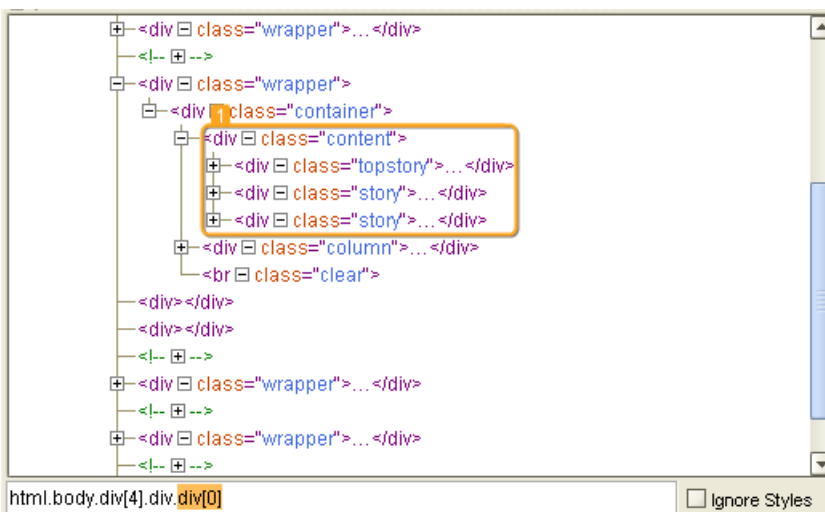 <div class="wrapper">...</div>
<!-- -->
<div class="wrapper">
<div class="container">
1
<div class="content">
<div class="topstory">...</div>
<div class="story">...</div>
<div class="story">...</div>
<div class="column">...</div>
<br class="clear">
<div></div>
<div></div>
<!-- -->
<div class="wrapper">...</div>
<!-- -->
<div class="wrapper">...</div>
<!-- -->
html.body.div[4].div.div[0] Ignore Styles